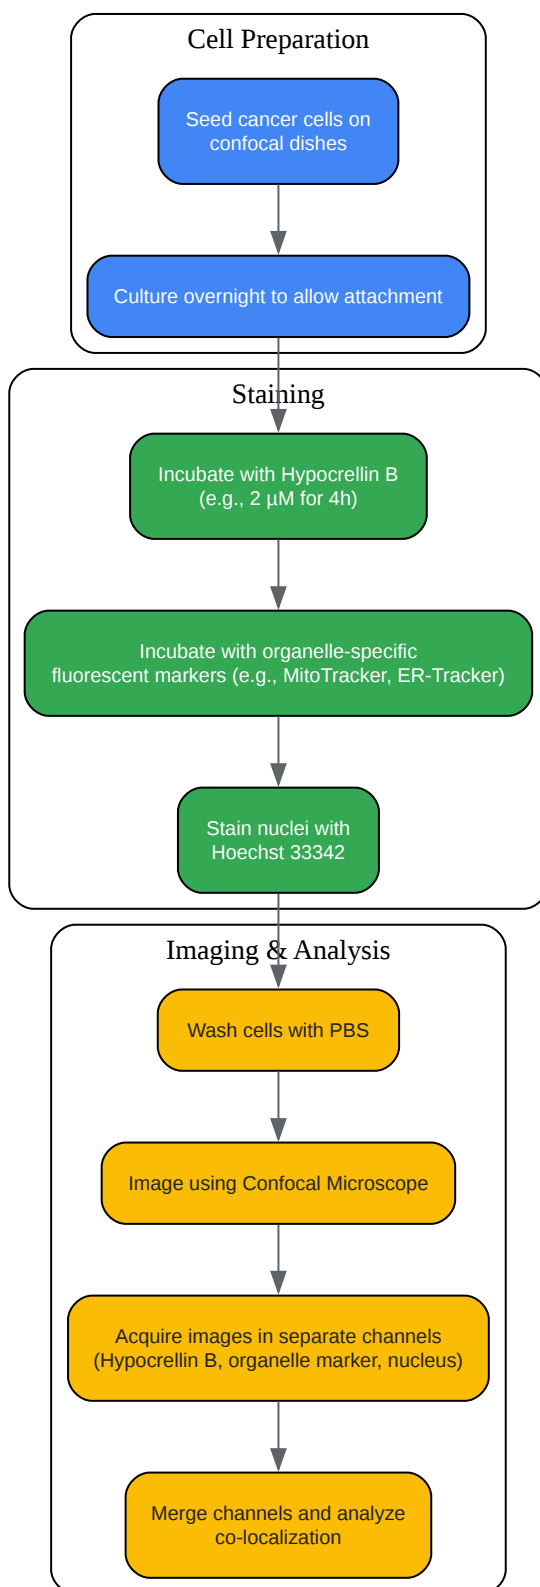 Cell Preparation
Seed cancer cells on
confocal dishes
Culture overnight to allow attachment
Staining
Incubate with Hypocrellin B
(e.g., 2 µM for 4h)
Incubate with organelle-specific
fluorescent markers (e.g., MitoTracker, ER-Tracker)
Stain nuclei with
Hoechst 33342
Imaging & Analysis
Wash cells with PBS
Image using Confocal Microscope
Acquire images in separate channels
(Hypocrellin B, organelle marker, nucleus)
Merge channels and analyze
co-localization